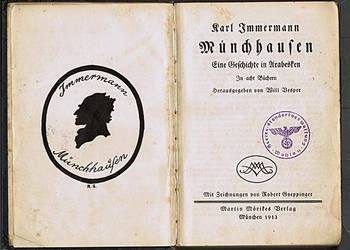 Immermann
Münchhausen
R.G.
Karl Immermann
Münchhausen
Eine Geschichte in Arabesken
In acht Büchern
Herausgegeben von Will Vesper
Mit Zeichnungen von Robert Goeppinger
Martin Mörikes Verlag
München 1913